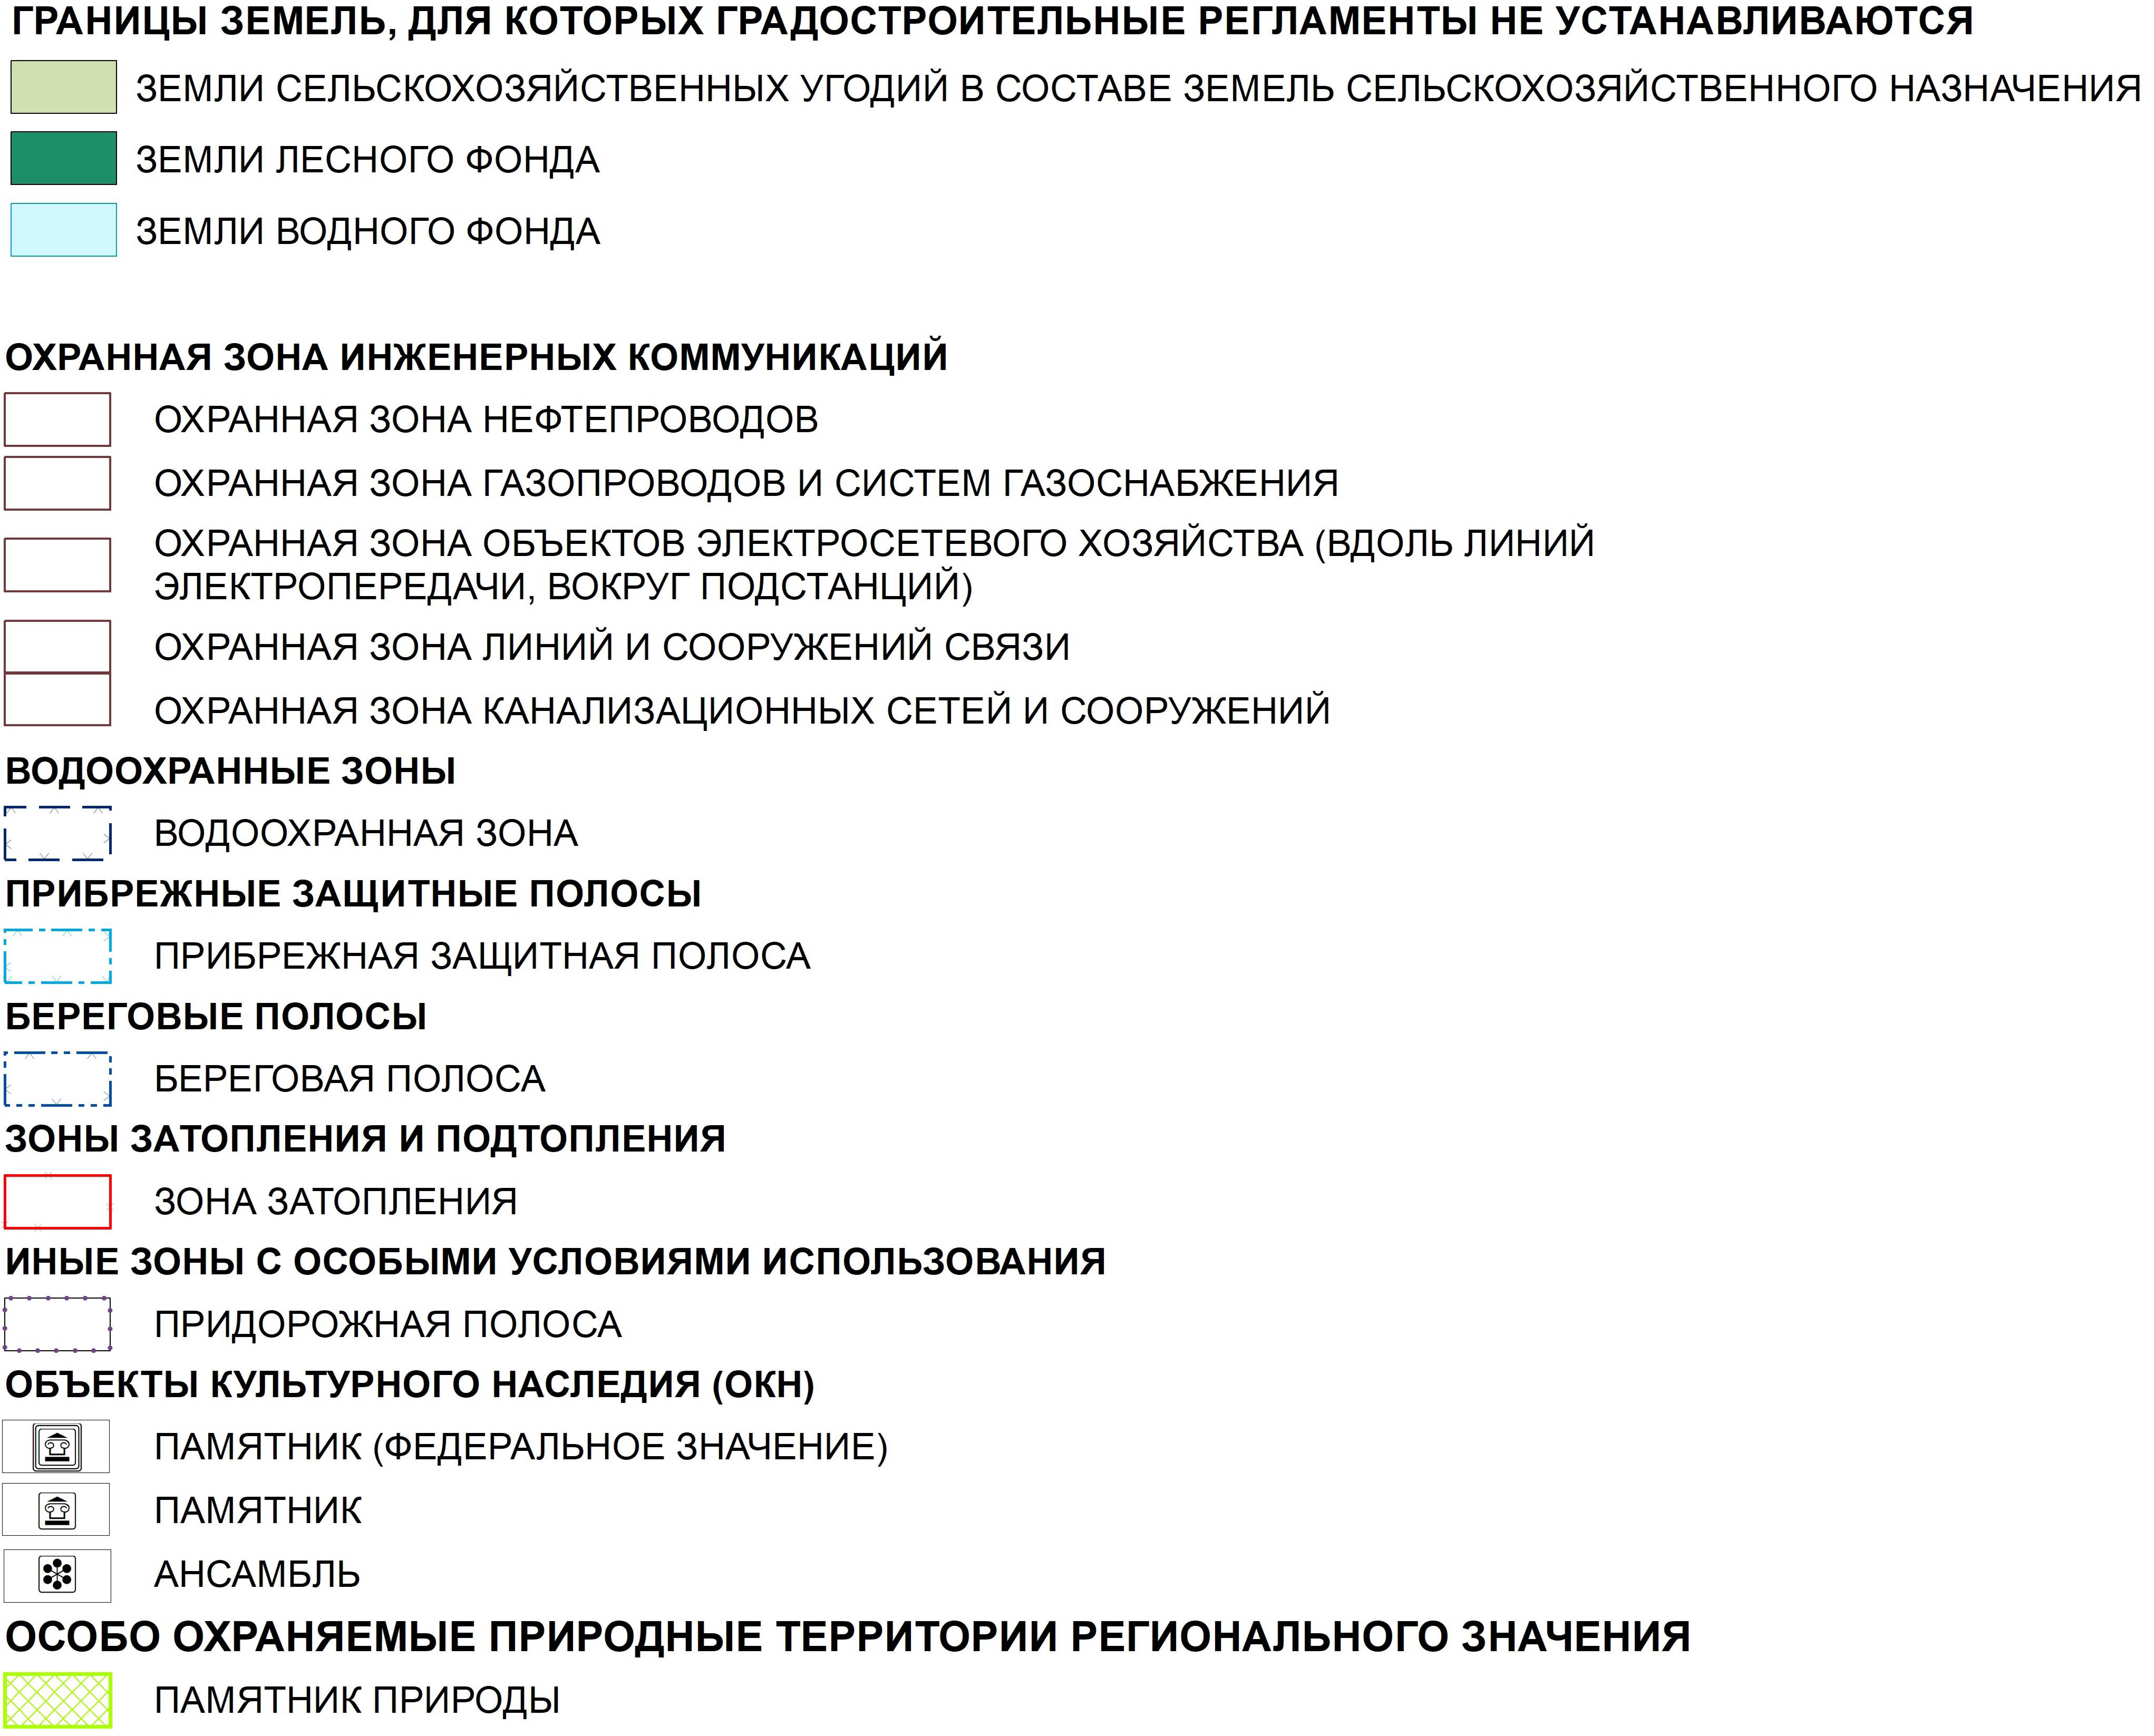 ГРАНИЦЫ ЗЕМЕЛЬ, ДЛЯ КОТОРЫХ ГРАДОСТРОИТЕЛЬНЫЕ РЕГЛАМЕНТЫ НЕ УСТАНАВЛИВАЮТСЯ
ЗЕМЛИ СЕЛЬСКОХОЗЯЙСТВЕННЫХ УГОДИЙ В СОСТАВЕ ЗЕМЕЛЬ СЕЛЬСКОХОЗЯЙСТВЕННОГО НАЗНАЧЕНИЯ
ЗЕМЛИ ЛЕСНОГО ФОНДА
ЗЕМЛИ ВОДНОГО ФОНДА
ОХРАННАЯ ЗОНА ИНЖЕНЕРНЫХ КОММУНИКАЦИЙ
ОХРАННАЯ ЗОНА НЕФТЕПРОВОДОВ
ОХРАННАЯ ЗОНА ГАЗОПРОВОДОВ И СИСТЕМ ГАЗОСНАБЖЕНИЯ
ОХРАННАЯ ЗОНА ОБЪЕКТОВ ЭЛЕКТРОСЕТЕВОГО ХОЗЯЙСТВА (ВДОЛЬ ЛИНИЙ
ЭЛЕКТРОПЕРЕДАЧИ, ВОКРУГ ПОДСТАНЦИЙ)
ОХРАННАЯ ЗОНА ЛИНИЙ И СООРУЖЕНИЙ СВЯЗИ
ОХРАННАЯ ЗОНА КАНАЛИЗАЦИОННЫХ СЕТЕЙ И СООРУЖЕНИЙ
ВОДООХРАННЫЕ ЗОНЫ
ВОДООХРАННАЯ ЗОНА
ПРИБРЕЖНЫЕ ЗАЩИТНЫЕ ПОЛОСЫ
ПРИБРЕЖНАЯ ЗАЩИТНАЯ ПОЛОСА
БЕРЕГОВЫЕ ПОЛОСЫ
БЕРЕГОВАЯ ПОЛОСА
ЗОНЫ ЗАТОПЛЕНИЯ И ПОДТОПЛЕНИЯ
ЗОНА ЗАТОПЛЕНИЯ
ИНЫЕ ЗОНЫ С ОСОБЫМИ УСЛОВИЯМИ ИСПОЛЬЗОВАНИЯ
ПРИДОРОЖНАЯ ПОЛОСА
ОБЪЕКТЫ КУЛЬТУРНОГО НАСЛЕДИЯ (ОКН)
ПАМЯТНИК (ФЕДЕРАЛЬНОЕ ЗНАЧЕНИЕ)
ПАМЯТНИК
АНСАМБЛЬ
ОСОБО ОХРАНЯЕМЫЕ ПРИРОДНЫЕ ТЕРРИТОРИИ РЕГИОНАЛЬНОГО ЗНАЧЕНИЯ
ПАМЯТНИК ПРИРОДЫ